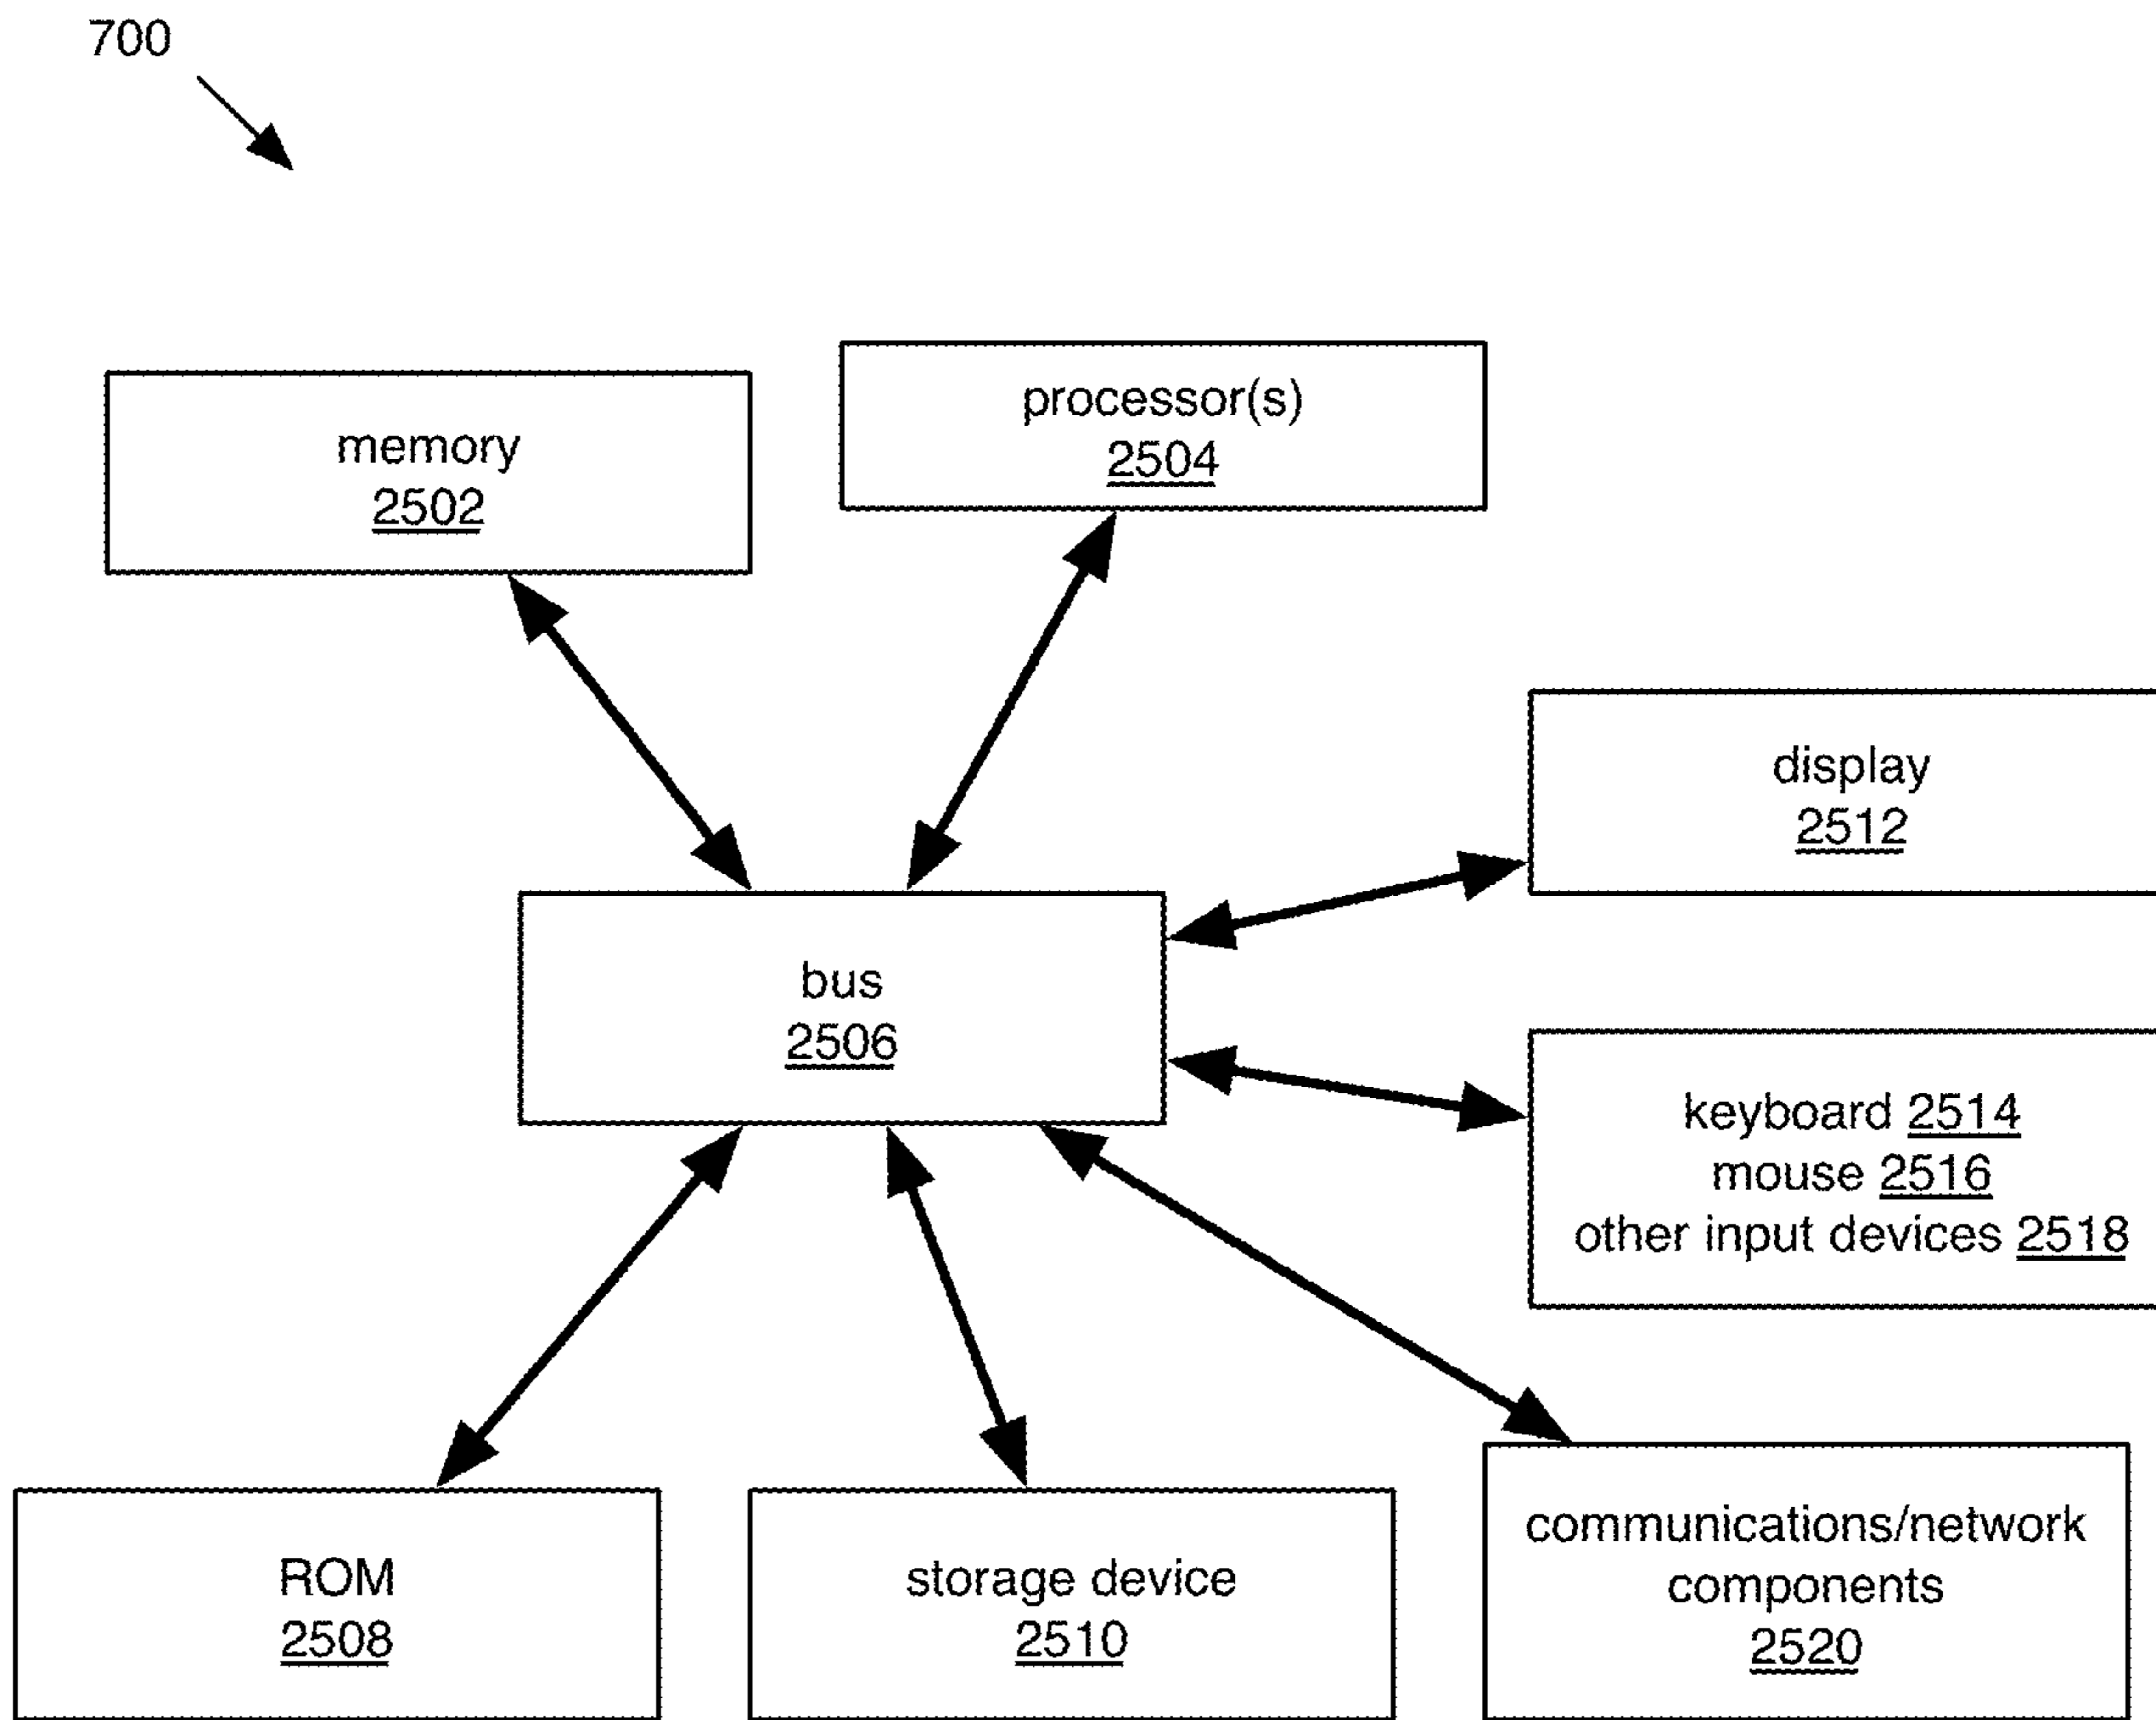 700
memory
2502
processor(s)
2504
display
2512
bus
2506
keyboard 2514
mouse 2516
other input devices 2518
ROM
2508
storage device
2510
communications/network
components
2520